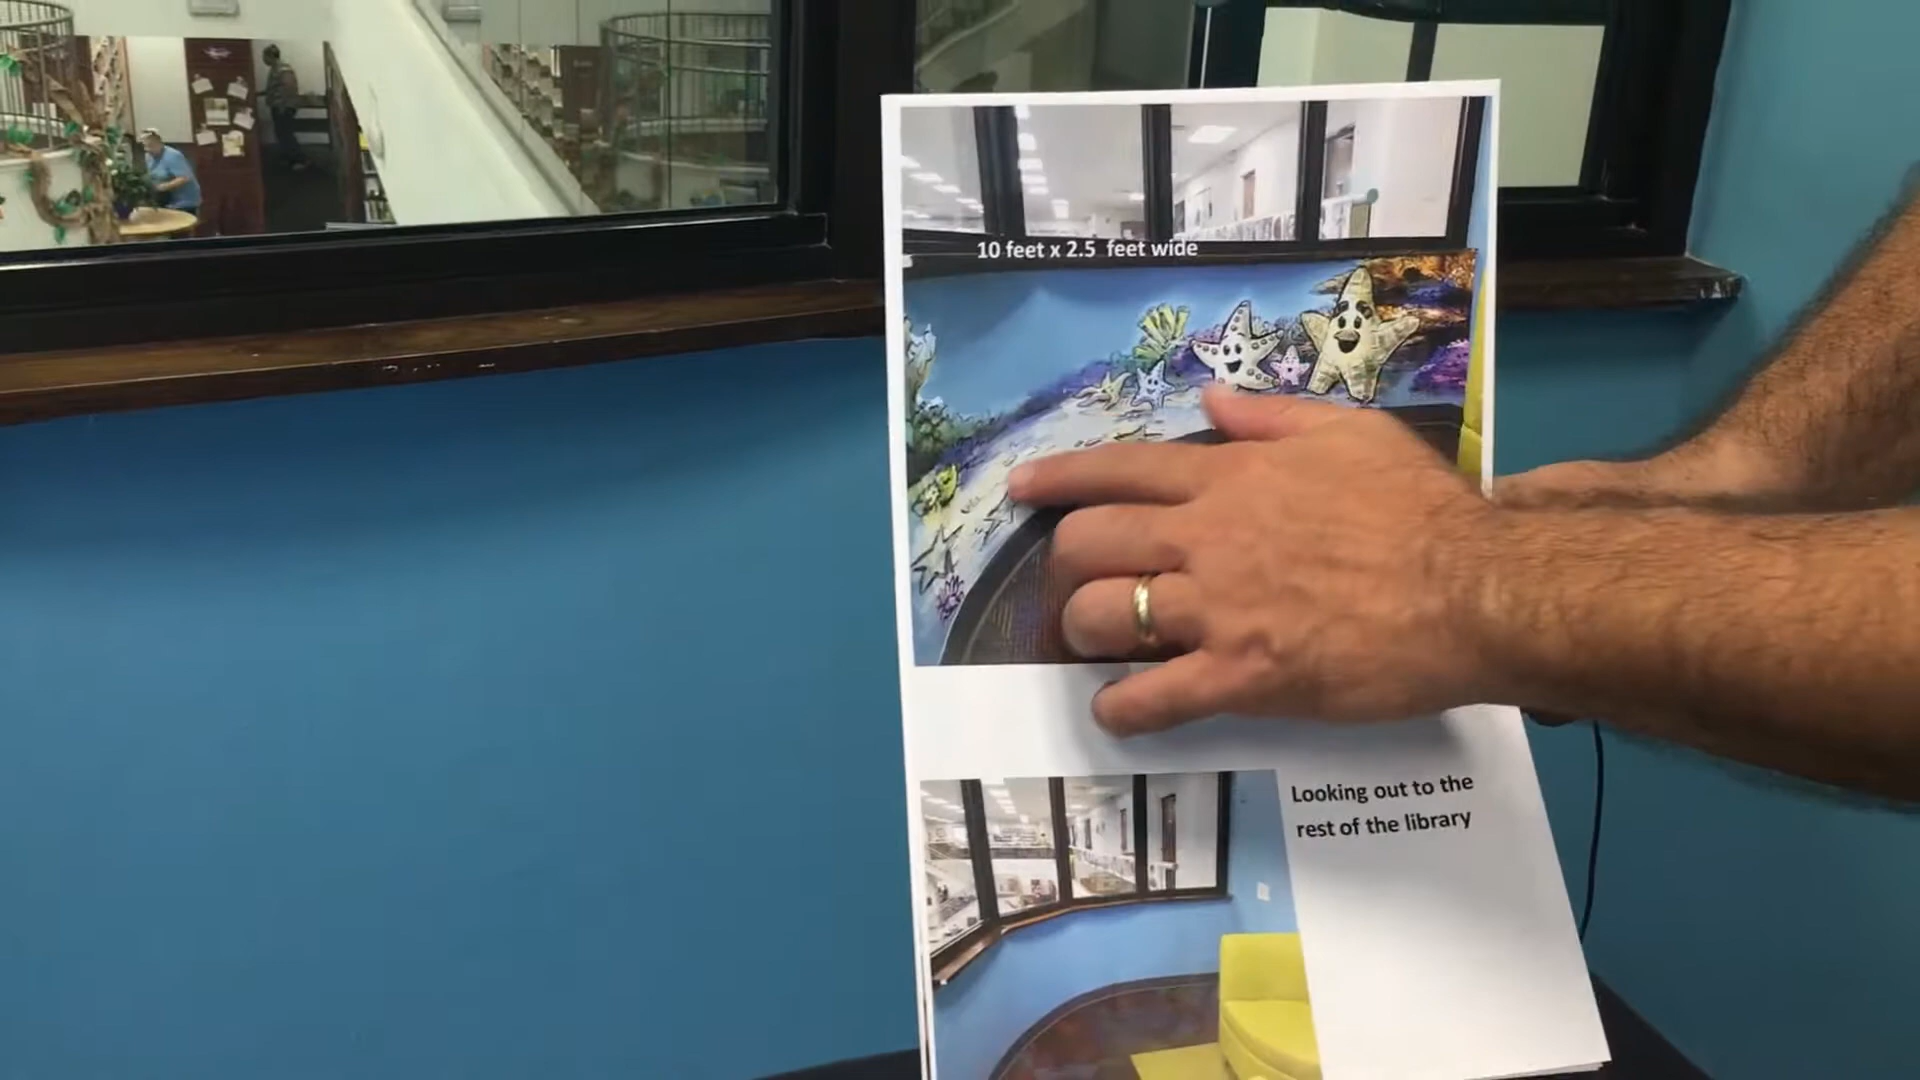 10 feet x 2.5 feet wide
Looking out to the
rest of the library